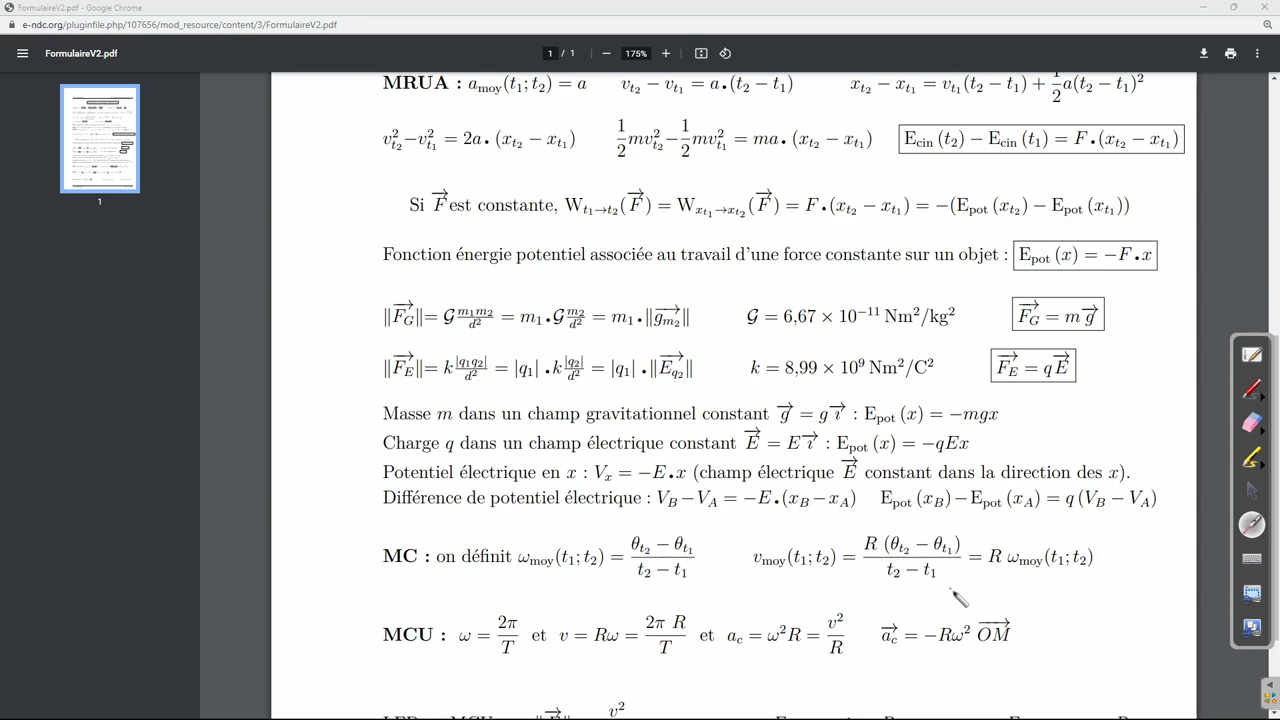 FormulaireV2.pdf - Google Chrome
e-ndc.org/pluginfile.php/107656/mod_resource/content/3/FormulaireV2.pdf
FormulaireV2.pdf
1 / 1 175%
1
MRUA : a_moy(t₁; t₂) = a v_t₂ − v_t₁ = a•(t₂ − t₁) x_t₂ − x_t₁ = v_t₁(t₂ − t₁) + 1/2 a(t₂ − t₁)²
v²_t₂ − v²_t₁ = 2a•(x_t₂ − x_t₁) 1/2 mv²_t₂ − 1/2 mv²_t₁ = ma•(x_t₂ − x_t₁) E_cin (t₂) − E_cin (t₁) = F•(x_t₂ − x_t₁)
Si F⃗ est constante, W_t₁→t₂(F⃗) = W_x_t₁→x_t₂(F⃗) = F•(x_t₂ − x_t₁) = −(E_pot (x_t₂) − E_pot (x_t₁))
Fonction énergie potentiel associée au travail d'une force constante sur un objet : E_pot (x) = −F•x
‖F_G⃗‖ = 𝒢 m₁m₂/d² = m₁•𝒢 m₂/d² = m₁•‖g_m₂⃗‖ 𝒢 = 6,67 × 10⁻¹¹ Nm²/kg² F_G⃗ = m g⃗
‖F_E⃗‖ = k |q₁q₂|/d² = |q₁|•k |q₂|/d² = |q₁|•‖E_q₂⃗‖ k = 8,99 × 10⁹ Nm²/C² F_E⃗ = q E⃗
Masse m dans un champ gravitationnel constant g⃗ = g ı⃗ : E_pot (x) = −mgx
Charge q dans un champ électrique constant E⃗ = E ı⃗ : E_pot (x) = −qEx
Potentiel électrique en x : V_x = −E•x (champ électrique E⃗ constant dans la direction des x).
Différence de potentiel électrique : V_B − V_A = −E•(x_B − x_A) E_pot (x_B) − E_pot (x_A) = q (V_B − V_A)
MC : on définit ω_moy(t₁; t₂) = (θ_t₂ − θ_t₁)/(t₂ − t₁) v_moy(t₁; t₂) = R (θ_t₂ − θ_t₁)/(t₂ − t₁) = R ω_moy(t₁; t₂)
MCU : ω = 2π/T et v = Rω = 2π R/T et a_c = ω²R = v²/R a_c⃗ = −Rω² OM⃗
v²